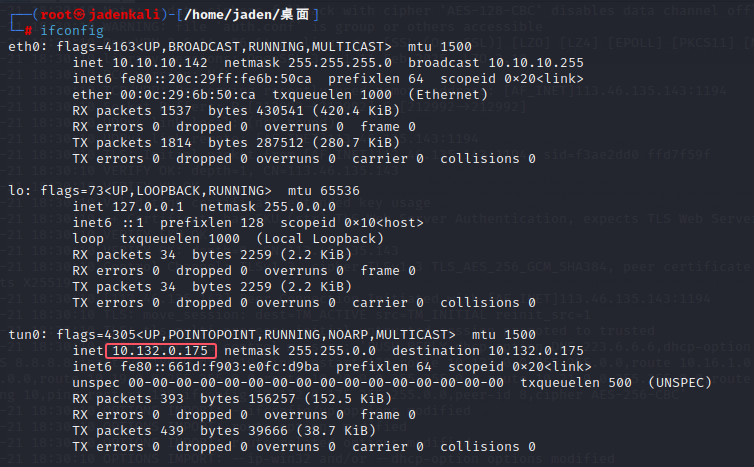 ┌──(root㉿jadenkali)-[/home/jaden/桌面]
└─# ifconfig
eth0: flags=4163<UP,BROADCAST,RUNNING,MULTICAST>  mtu 1500
        inet 10.10.10.142  netmask 255.255.255.0  broadcast 10.10.10.255
        inet6 fe80::20c:29ff:fe6b:50ca  prefixlen 64  scopeid 0×20<link>
        ether 00:0c:29:6b:50:ca  txqueuelen 1000  (Ethernet)
        RX packets 1537  bytes 430541 (420.4 KiB)
        RX errors 0  dropped 0  overruns 0  frame 0
        TX packets 1814  bytes 287512 (280.7 KiB)
        TX errors 0  dropped 0 overruns 0  carrier 0  collisions 0
lo: flags=73<UP,LOOPBACK,RUNNING>  mtu 65536
        inet 127.0.0.1  netmask 255.0.0.0
        inet6 ::1  prefixlen 128  scopeid 0×10<host>
        loop  txqueuelen 1000  (Local Loopback)
        RX packets 34  bytes 2259 (2.2 KiB)
        RX errors 0  dropped 0  overruns 0  frame 0
        TX packets 34  bytes 2259 (2.2 KiB)
        TX errors 0  dropped 0 overruns 0  carrier 0  collisions 0
tun0: flags=4305<UP,POINTOPOINT,RUNNING,NOARP,MULTICAST>  mtu 1500
        inet 10.132.0.175  netmask 255.255.0.0  destination 10.132.0.175
        inet6 fe80::661d:f903:e0fc:d9ba  prefixlen 64  scopeid 0×20<link>
        unspec 00-00-00-00-00-00-00-00-00-00-00-00-00-00-00-00  txqueuelen 500  (UNSPEC)
        RX packets 393  bytes 156257 (152.5 KiB)
        RX errors 0  dropped 0  overruns 0  frame 0
        TX packets 439  bytes 39666 (38.7 KiB)
        TX errors 0  dropped 0 overruns 0  carrier 0  collisions 0